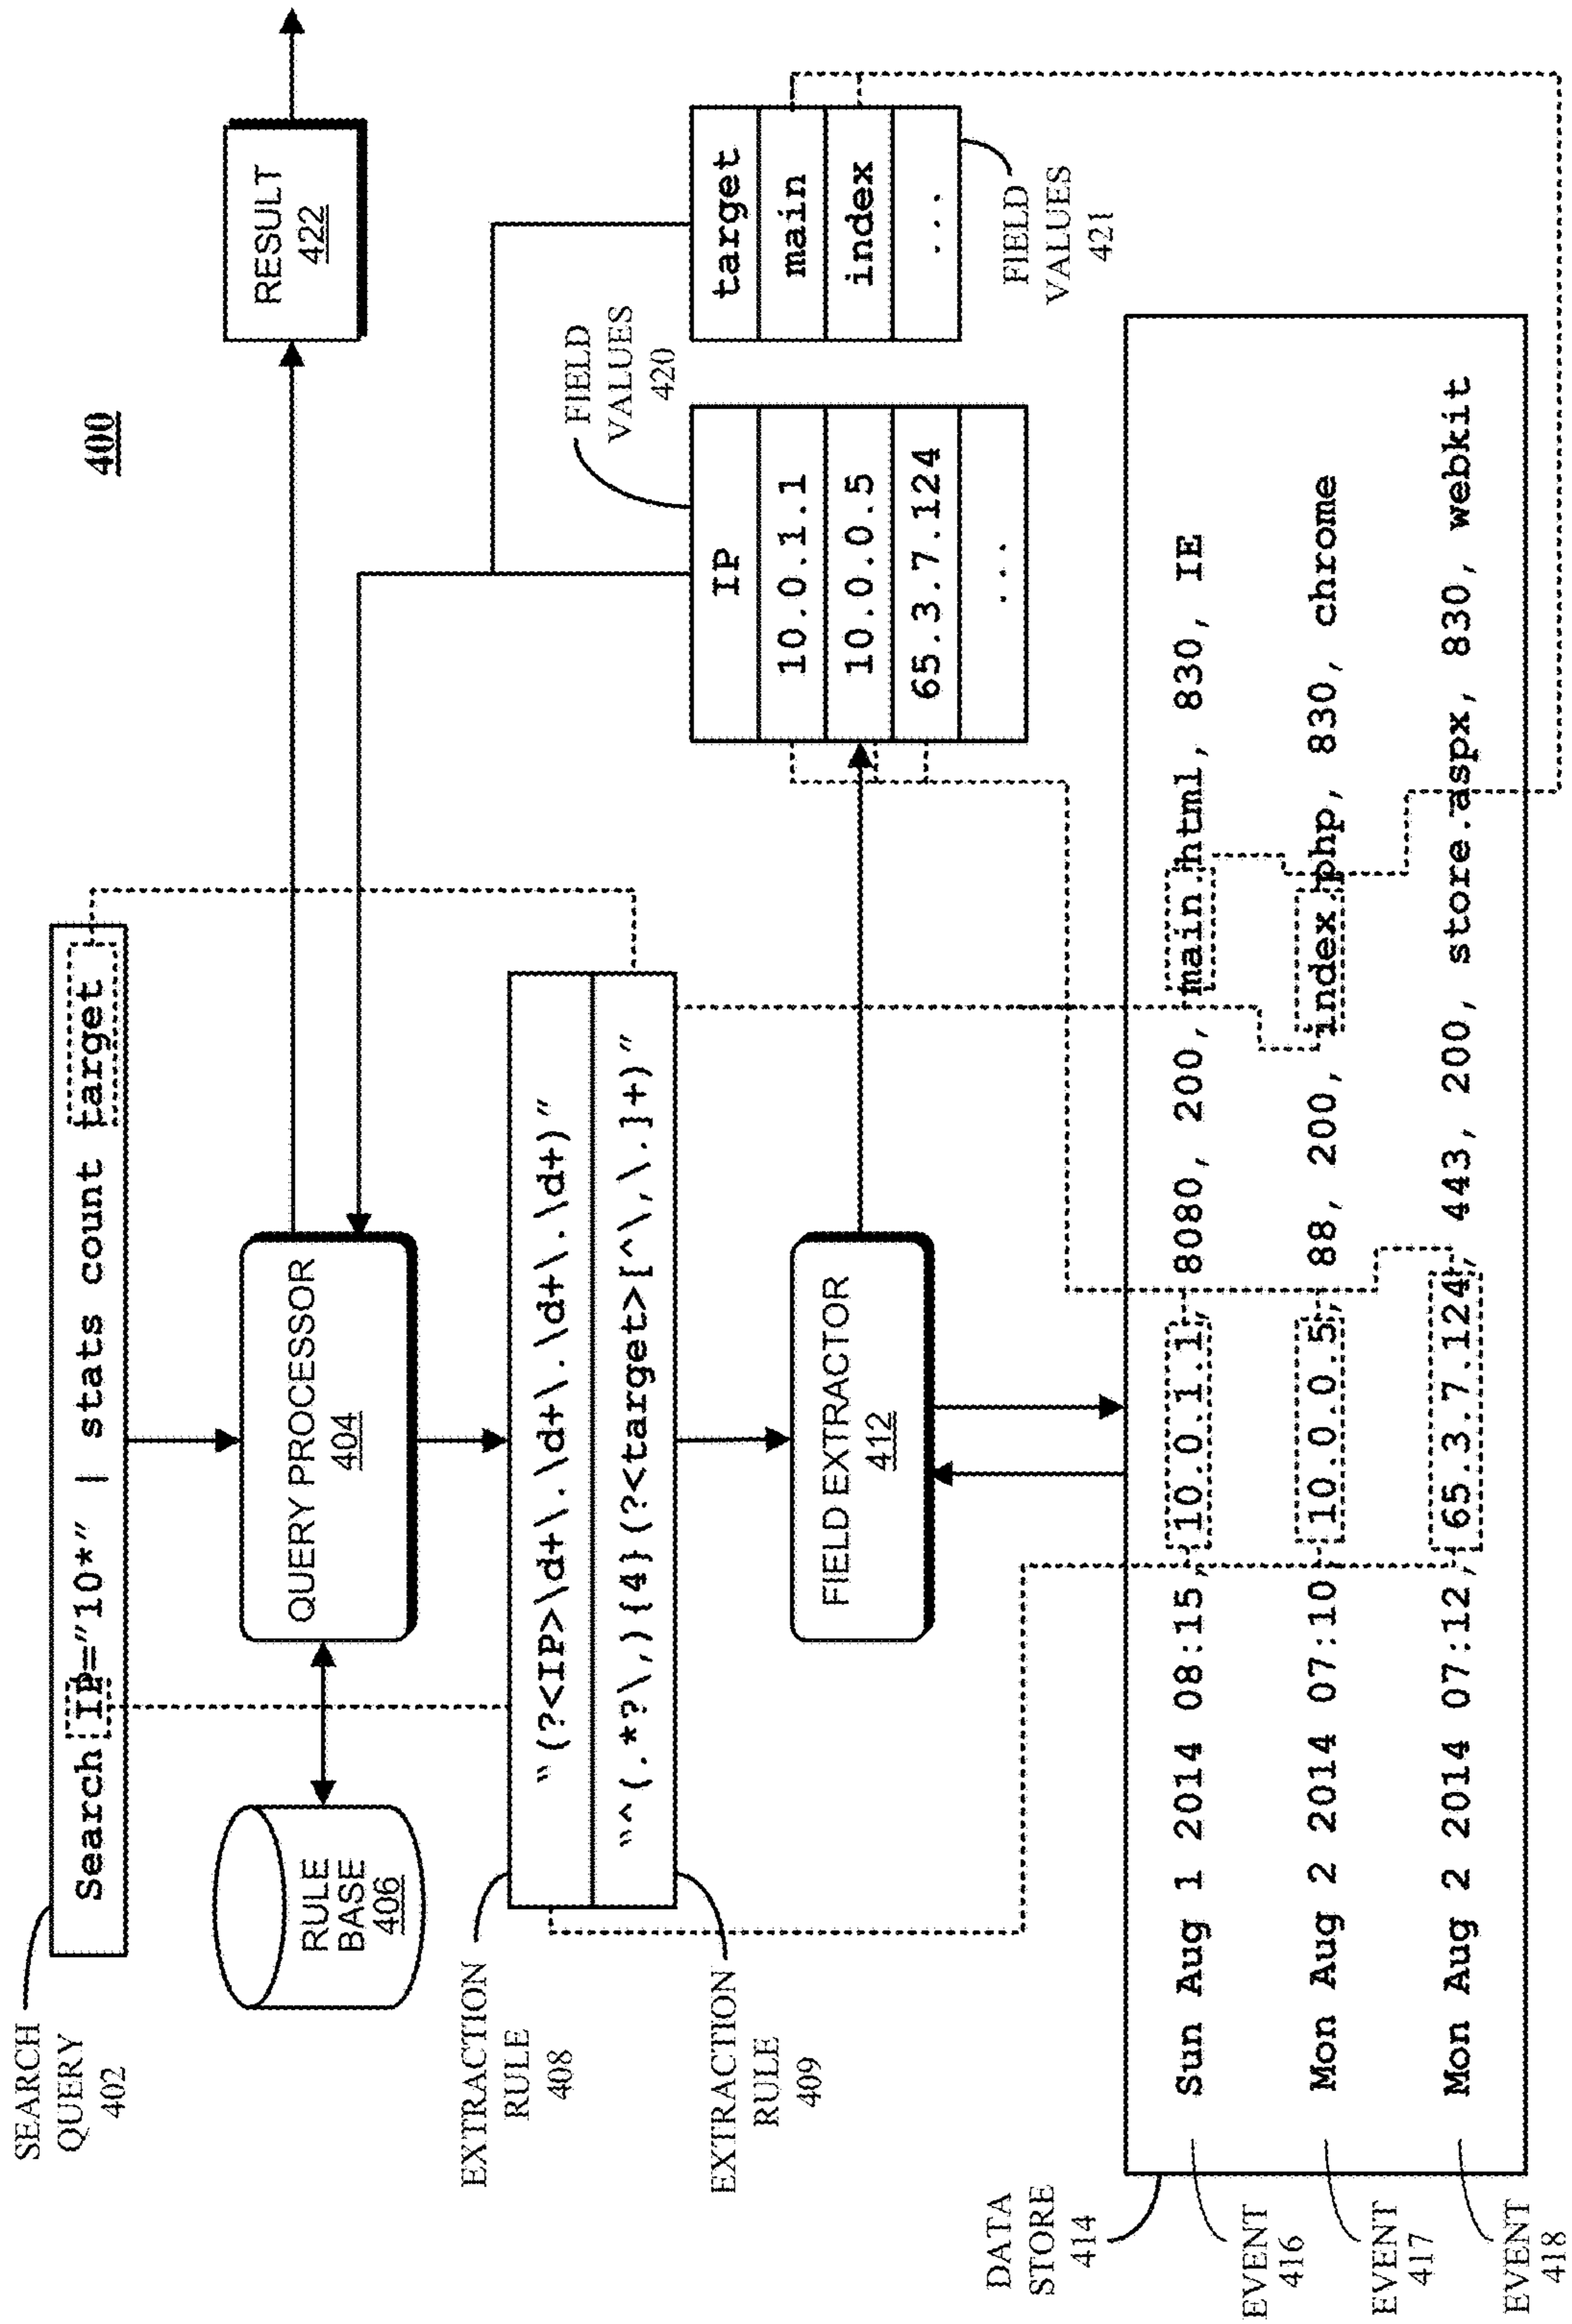 400
SEARCH
QUERY
402
Search IP="10*" | stats count target
RULE
BASE
406
QUERY PROCESSOR
404
RESULT
422
EXTRACTION
RULE
408
"(?<IP>\d+\.\d+\.\d+\.\d+)"
EXTRACTION
RULE
409
"^(.*?\,){4}(?<target>[^\,\.]+)"
FIELD EXTRACTOR
412
FIELD
VALUES
420
IP
10.0.1.1
10.0.0.5
65.3.7.124
....
target
main
index
...
FIELD
VALUES
421
DATA
STORE
414
EVENT
416
Sun Aug 1 2014 08:15, 10.0.1.1, 8080, 200, main.html, 830, IE
EVENT
417
Mon Aug 2 2014 07:10, 10.0.0.5, 88, 200, index.php, 830, chrome
EVENT
418
Mon Aug 2 2014 07:12, 65.3.7.124, 443, 200, store.aspx, 830, webkit